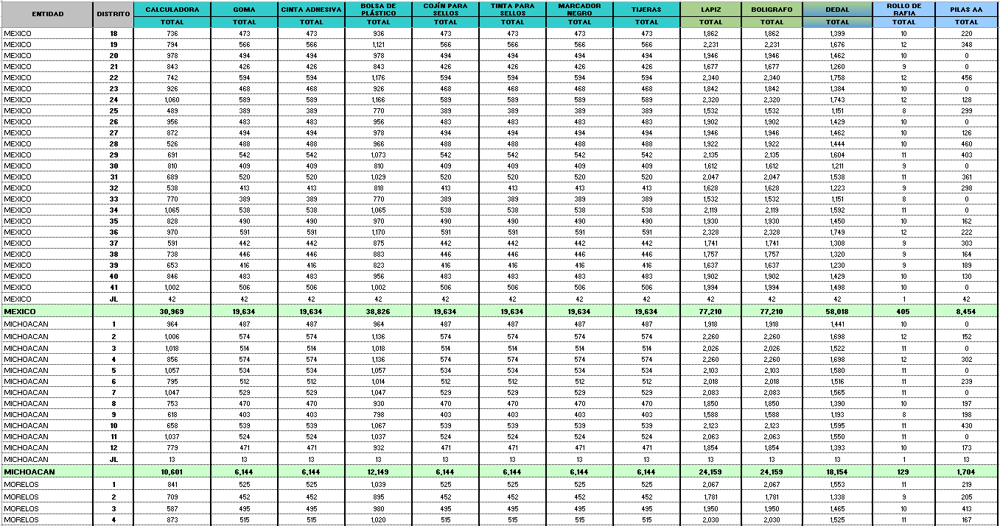 ENTIDAD DISTRITO CALCULADORA GOMA CINTA ADHESIVA BOLSA DE PLÁSTICO COJÍN PARA SELLOS TINTA PARA SELLOS MARCADOR NEGRO TIJERAS LAPIZ BOLIGRAFO DEDAL ROLLO DE RAFIA PILAS AA
TOTAL TOTAL TOTAL TOTAL TOTAL TOTAL TOTAL TOTAL TOTAL TOTAL TOTAL TOTAL TOTAL
MEXICO 18 736 473 473 936 473 473 473 473 1,862 1,862 1,399 10 220
MEXICO 19 794 566 566 1,121 566 566 566 566 2,231 2,231 1,676 12 348
MEXICO 20 978 494 494 978 494 494 494 494 1,946 1,946 1,462 10 0
MEXICO 21 843 426 426 843 426 426 426 426 1,677 1,677 1,260 9 0
MEXICO 22 742 594 594 1,176 594 594 594 594 2,340 2,340 1,758 12 456
MEXICO 23 926 468 468 926 468 468 468 468 1,842 1,842 1,384 10 0
MEXICO 24 1,060 589 589 1,166 589 589 589 589 2,320 2,320 1,743 12 128
MEXICO 25 489 389 389 770 389 389 389 389 1,532 1,532 1,151 8 299
MEXICO 26 956 483 483 956 483 483 483 483 1,902 1,902 1,429 10 0
MEXICO 27 872 494 494 978 494 494 494 494 1,946 1,946 1,462 10 126
MEXICO 28 526 488 488 966 488 488 488 488 1,922 1,922 1,444 10 460
MEXICO 29 691 542 542 1,073 542 542 542 542 2,135 2,135 1,604 11 403
MEXICO 30 810 409 409 810 409 409 409 409 1,612 1,612 1,211 9 0
MEXICO 31 689 520 520 1,029 520 520 520 520 2,047 2,047 1,538 11 361
MEXICO 32 538 413 413 818 413 413 413 413 1,628 1,628 1,223 9 298
MEXICO 33 770 389 389 770 389 389 389 389 1,532 1,532 1,151 8 0
MEXICO 34 1,065 538 538 1,065 538 538 538 538 2,119 2,119 1,592 11 0
MEXICO 35 828 490 490 970 490 490 490 490 1,930 1,930 1,450 10 162
MEXICO 36 970 591 591 1,170 591 591 591 591 2,328 2,328 1,749 12 222
MEXICO 37 591 442 442 875 442 442 442 442 1,741 1,741 1,308 9 303
MEXICO 38 738 446 446 883 446 446 446 446 1,757 1,757 1,320 9 164
MEXICO 39 653 416 416 823 416 416 416 416 1,637 1,637 1,230 9 189
MEXICO 40 846 483 483 956 483 483 483 483 1,902 1,902 1,429 10 130
MEXICO 41 1,002 506 506 1,002 506 506 506 506 1,994 1,994 1,498 10 0
MEXICO JL 42 42 42 42 42 42 42 42 42 42 42 1 42
MEXICO 30,969 19,634 19,634 38,826 19,634 19,634 19,634 19,634 77,210 77,210 58,018 405 8,454
MICHOACAN 1 964 487 487 964 487 487 487 487 1,918 1,918 1,441 10 0
MICHOACAN 2 1,006 574 574 1,136 574 574 574 574 2,260 2,260 1,698 12 152
MICHOACAN 3 1,018 514 514 1,018 514 514 514 514 2,026 2,026 1,522 11 0
MICHOACAN 4 856 574 574 1,136 574 574 574 574 2,260 2,260 1,698 12 302
MICHOACAN 5 1,057 534 534 1,057 534 534 534 534 2,103 2,103 1,580 11 0
MICHOACAN 6 795 512 512 1,014 512 512 512 512 2,018 2,018 1,516 11 239
MICHOACAN 7 1,047 529 529 1,047 529 529 529 529 2,083 2,083 1,565 11 0
MICHOACAN 8 753 470 470 930 470 470 470 470 1,850 1,850 1,390 10 197
MICHOACAN 9 618 403 403 798 403 403 403 403 1,588 1,588 1,193 8 198
MICHOACAN 10 658 539 539 1,067 539 539 539 539 2,123 2,123 1,595 11 430
MICHOACAN 11 1,037 524 524 1,037 524 524 524 524 2,063 2,063 1,550 11 0
MICHOACAN 12 779 471 471 932 471 471 471 471 1,854 1,854 1,393 10 173
MICHOACAN JL 13 13 13 13 13 13 13 13 13 13 13 1 13
MICHOACAN 10,601 6,144 6,144 12,149 6,144 6,144 6,144 6,144 24,159 24,159 18,154 129 1,704
MORELOS 1 841 525 525 1,039 525 525 525 525 2,067 2,067 1,553 11 219
MORELOS 2 709 452 452 895 452 452 452 452 1,781 1,781 1,338 9 205
MORELOS 3 587 495 495 980 495 495 495 495 1,950 1,950 1,465 10 413
MORELOS 4 873 515 515 1,020 515 515 515 515 2,030 2,030 1,525 11 167